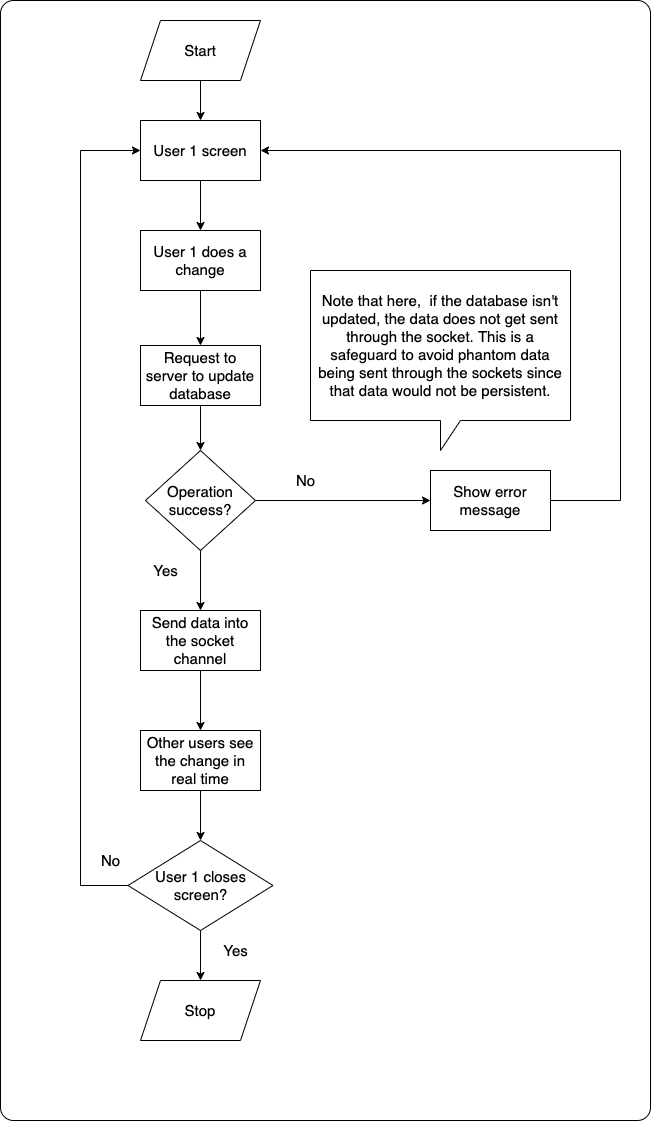 Start
User 1 screen
User 1 does a
change
Note that here,  if the database isn't
updated, the data does not get sent
through the socket. This is a
safeguard to avoid phantom data
being sent through the sockets since
that data would not be persistent.
Request to
server to update
database
Operation
success?
No
Show error
message
Yes
Send data into
the socket
channel
Other users see
the change in
real time
No
User 1 closes
screen?
Yes
Stop